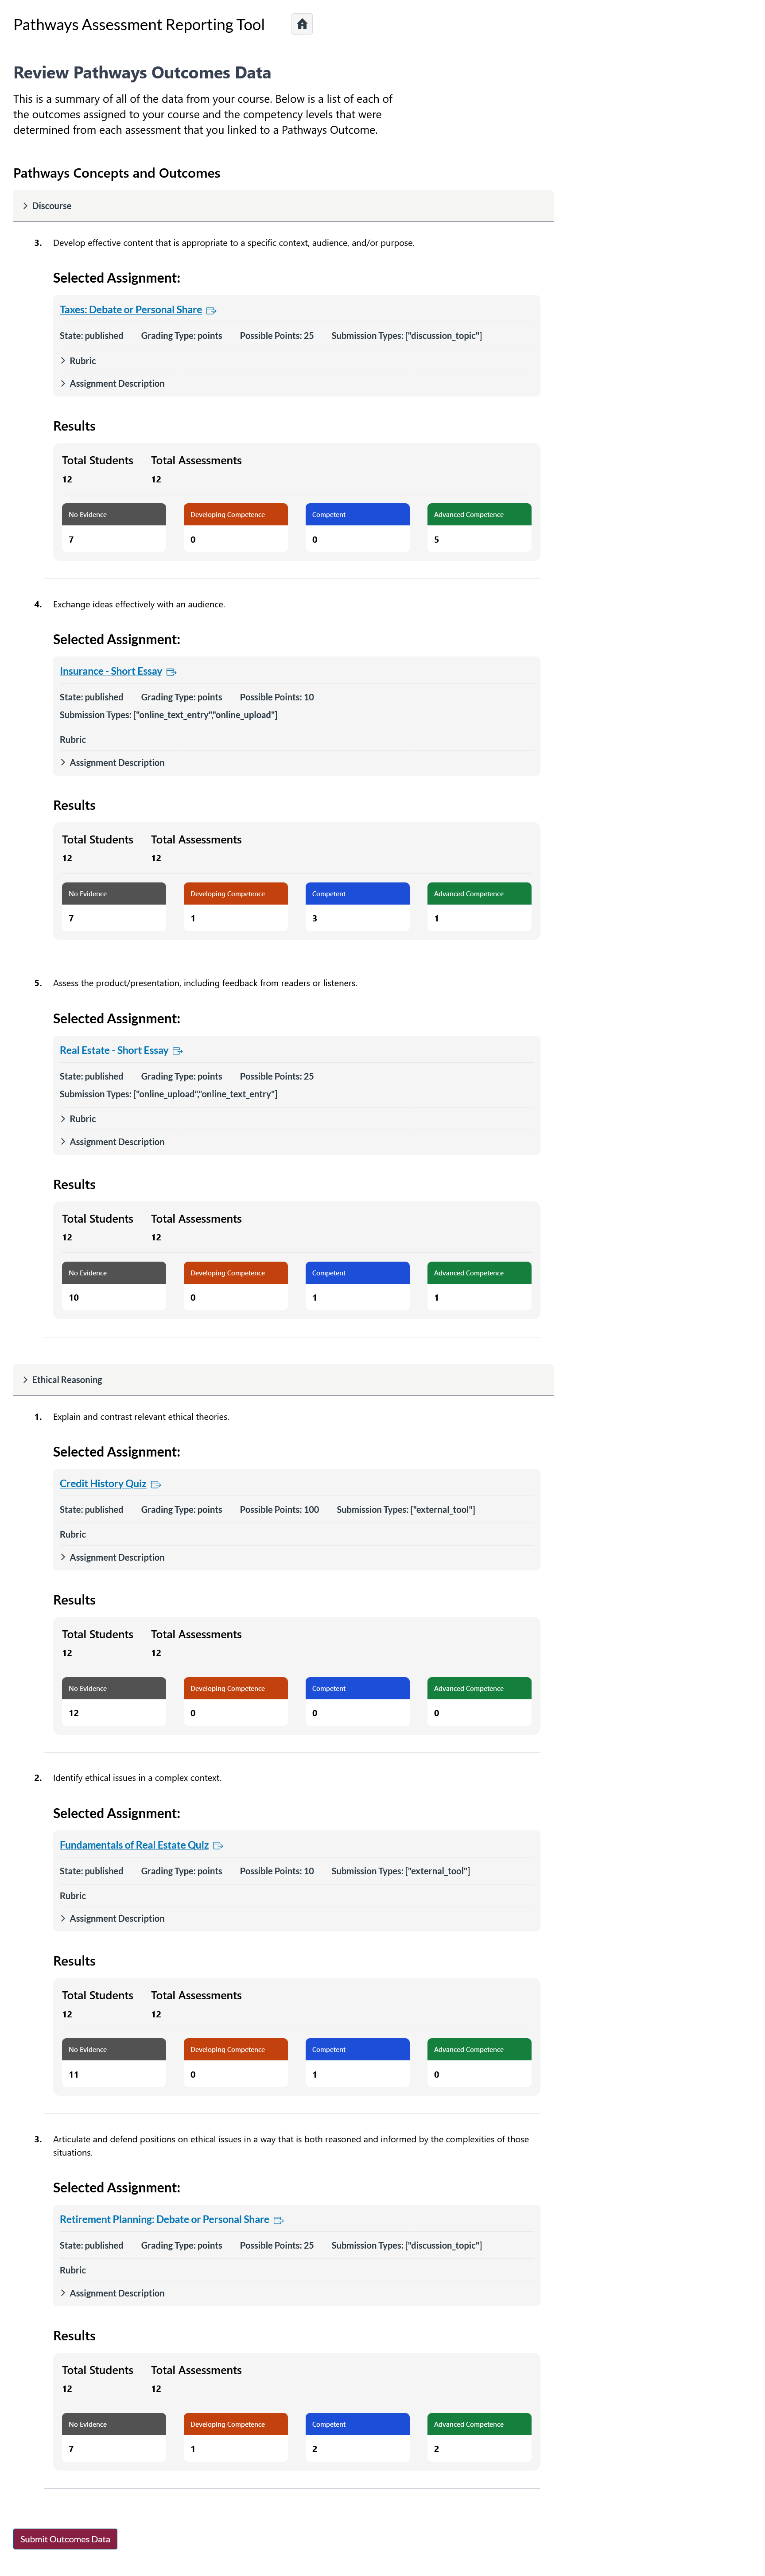 Pathways Assessment Reporting Tool
Review Pathways Outcomes Data
This is a summary of all of the data from your course. Below is a list of each of
the outcomes assigned to your course and the competency levels that were
determined from each assessment that you linked to a Pathways Outcome.
Pathways Concepts and Outcomes
Discourse
3. Develop effective content that is appropriate to a specific context, audience, and/or purpose.
Selected Assignment:
Taxes: Debate or Personal Share
State: published Grading Type: points Possible Points: 25 Submission Types: ["discussion_topic"]
Rubric
Assignment Description
Results
Total Students Total Assessments
12 12
No Evidence Developing Competence Competent Advanced Competence
7 0 0 5
4. Exchange ideas effectively with an audience.
Selected Assignment:
Insurance - Short Essay
State: published Grading Type: points Possible Points: 10
Submission Types: ["online_text_entry","online_upload"]
Rubric
Assignment Description
Results
Total Students Total Assessments
12 12
No Evidence Developing Competence Competent Advanced Competence
7 1 3 1
5. Assess the product/presentation, including feedback from readers or listeners.
Selected Assignment:
Real Estate - Short Essay
State: published Grading Type: points Possible Points: 25
Submission Types: ["online_upload","online_text_entry"]
Rubric
Assignment Description
Results
Total Students Total Assessments
12 12
No Evidence Developing Competence Competent Advanced Competence
10 0 1 1
Ethical Reasoning
1. Explain and contrast relevant ethical theories.
Selected Assignment:
Credit History Quiz
State: published Grading Type: points Possible Points: 100 Submission Types: ["external_tool"]
Rubric
Assignment Description
Results
Total Students Total Assessments
12 12
No Evidence Developing Competence Competent Advanced Competence
12 0 0 0
2. Identify ethical issues in a complex context.
Selected Assignment:
Fundamentals of Real Estate Quiz
State: published Grading Type: points Possible Points: 10 Submission Types: ["external_tool"]
Rubric
Assignment Description
Results
Total Students Total Assessments
12 12
No Evidence Developing Competence Competent Advanced Competence
11 0 1 0
3. Articulate and defend positions on ethical issues in a way that is both reasoned and informed by the complexities of those
situations.
Selected Assignment:
Retirement Planning: Debate or Personal Share
State: published Grading Type: points Possible Points: 25 Submission Types: ["discussion_topic"]
Rubric
Assignment Description
Results
Total Students Total Assessments
12 12
No Evidence Developing Competence Competent Advanced Competence
7 1 2 2
Submit Outcomes Data